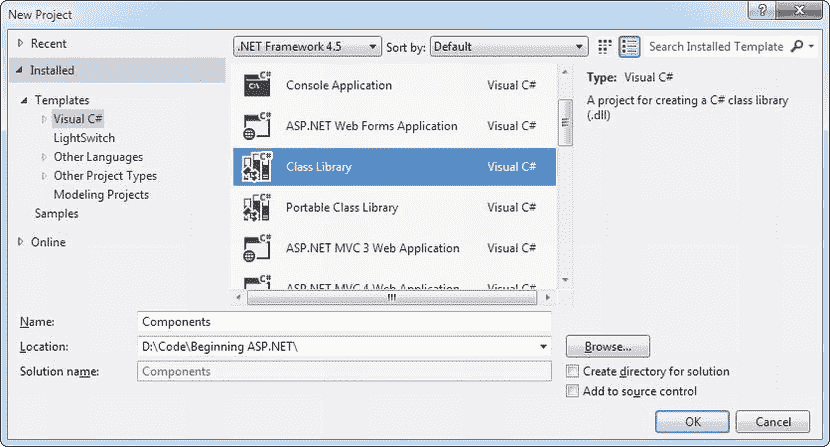 New Project
Recent
Installed
Templates
Visual C#
LightSwitch
Other Languages
Other Project Types
Modeling Projects
Samples
Online
.NET Framework 4.5
Sort by: Default
Search Installed Template
Console Application Visual C#
ASP.NET Web Forms Application Visual C#
Class Library Visual C#
Portable Class Library Visual C#
ASP.NET MVC 3 Web Application Visual C#
ASP.NET MVC 4 Web Application Visual C#
Type: Visual C#
A project for creating a C# class library
(.dll)
Name: Components
Location: D:\Code\Beginning ASP.NET\
Browse...
Solution name: Components
Create directory for solution
Add to source control
OK
Cancel